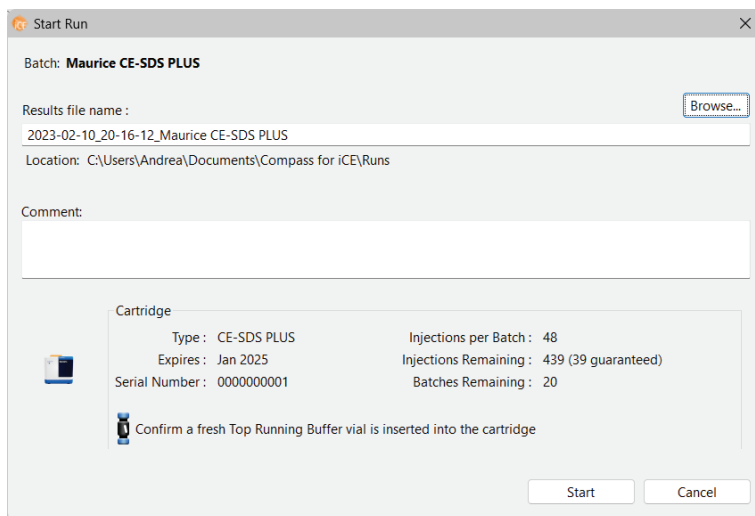 Start Run
Batch: Maurice CE-SDS PLUS
Results file name :
Browse...
2023-02-10_20-16-12_Maurice CE-SDS PLUS
Location: C:\Users\Andrea\Documents\Compass for iCE\Runs
Comment:
Cartridge
Type : CE-SDS PLUS
Injections per Batch : 48
Expires : Jan 2025
Injections Remaining : 439 (39 guaranteed)
Serial Number : 0000000001
Batches Remaining : 20
Confirm a fresh Top Running Buffer vial is inserted into the cartridge
Start
Cancel